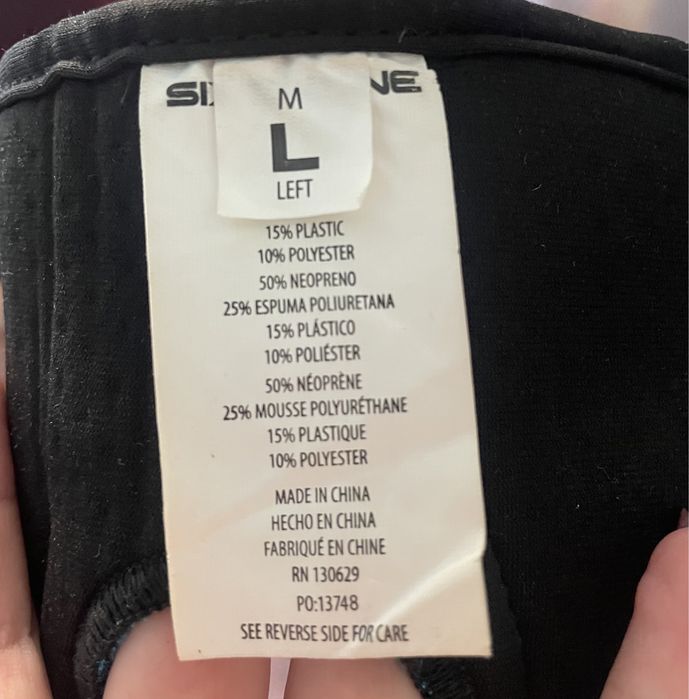 M
L
LEFT
15% PLASTIC
10% POLYESTER
50% NEOPRENO
25% ESPUMA POLIURETANA
15% PLÁSTICO
10% POLIÉSTER
50% NÉOPRÈNE
25% MOUSSE POLYURÉTHANE
15% PLASTIQUE
10% POLYESTER
MADE IN CHINA
HECHO EN CHINA
FABRIQUÉ EN CHINE
RN 130629
PO:13748
SEE REVERSE SIDE FOR CARE